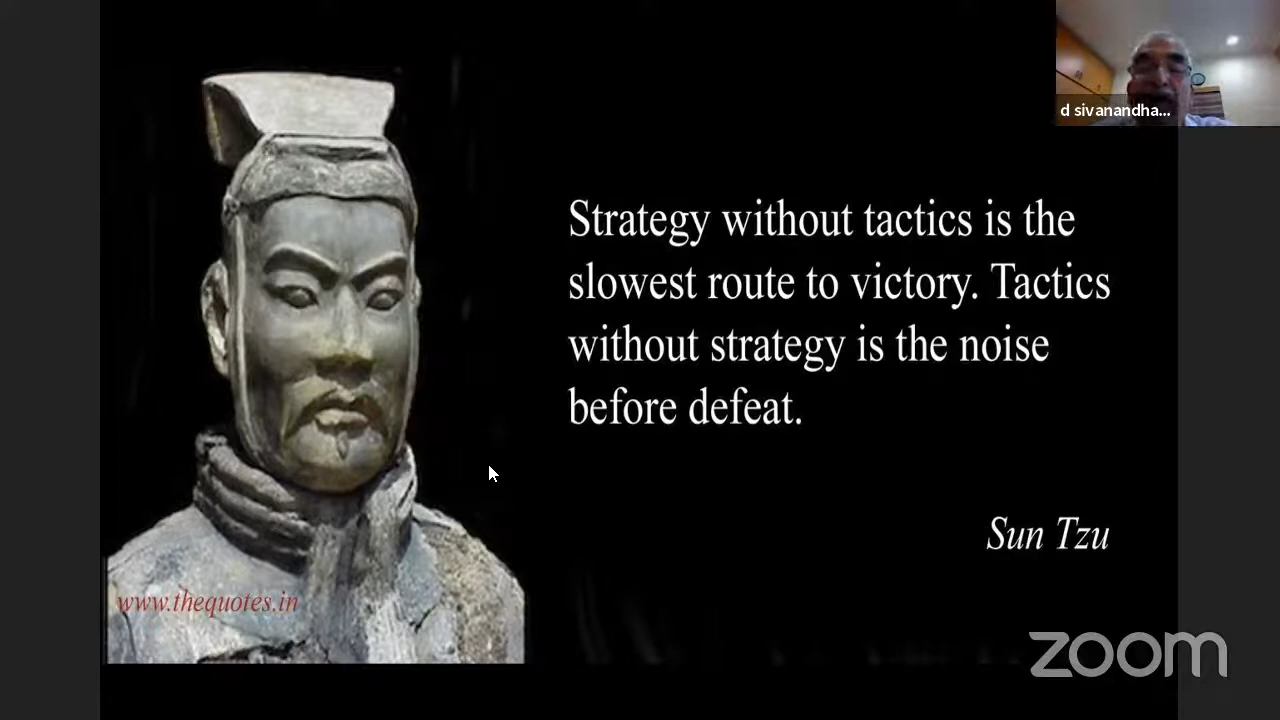 d sivanandha...
Strategy without tactics is the
slowest route to victory. Tactics
without strategy is the noise
before defeat.
Sun Tzu
www.thequotes.in
zoom